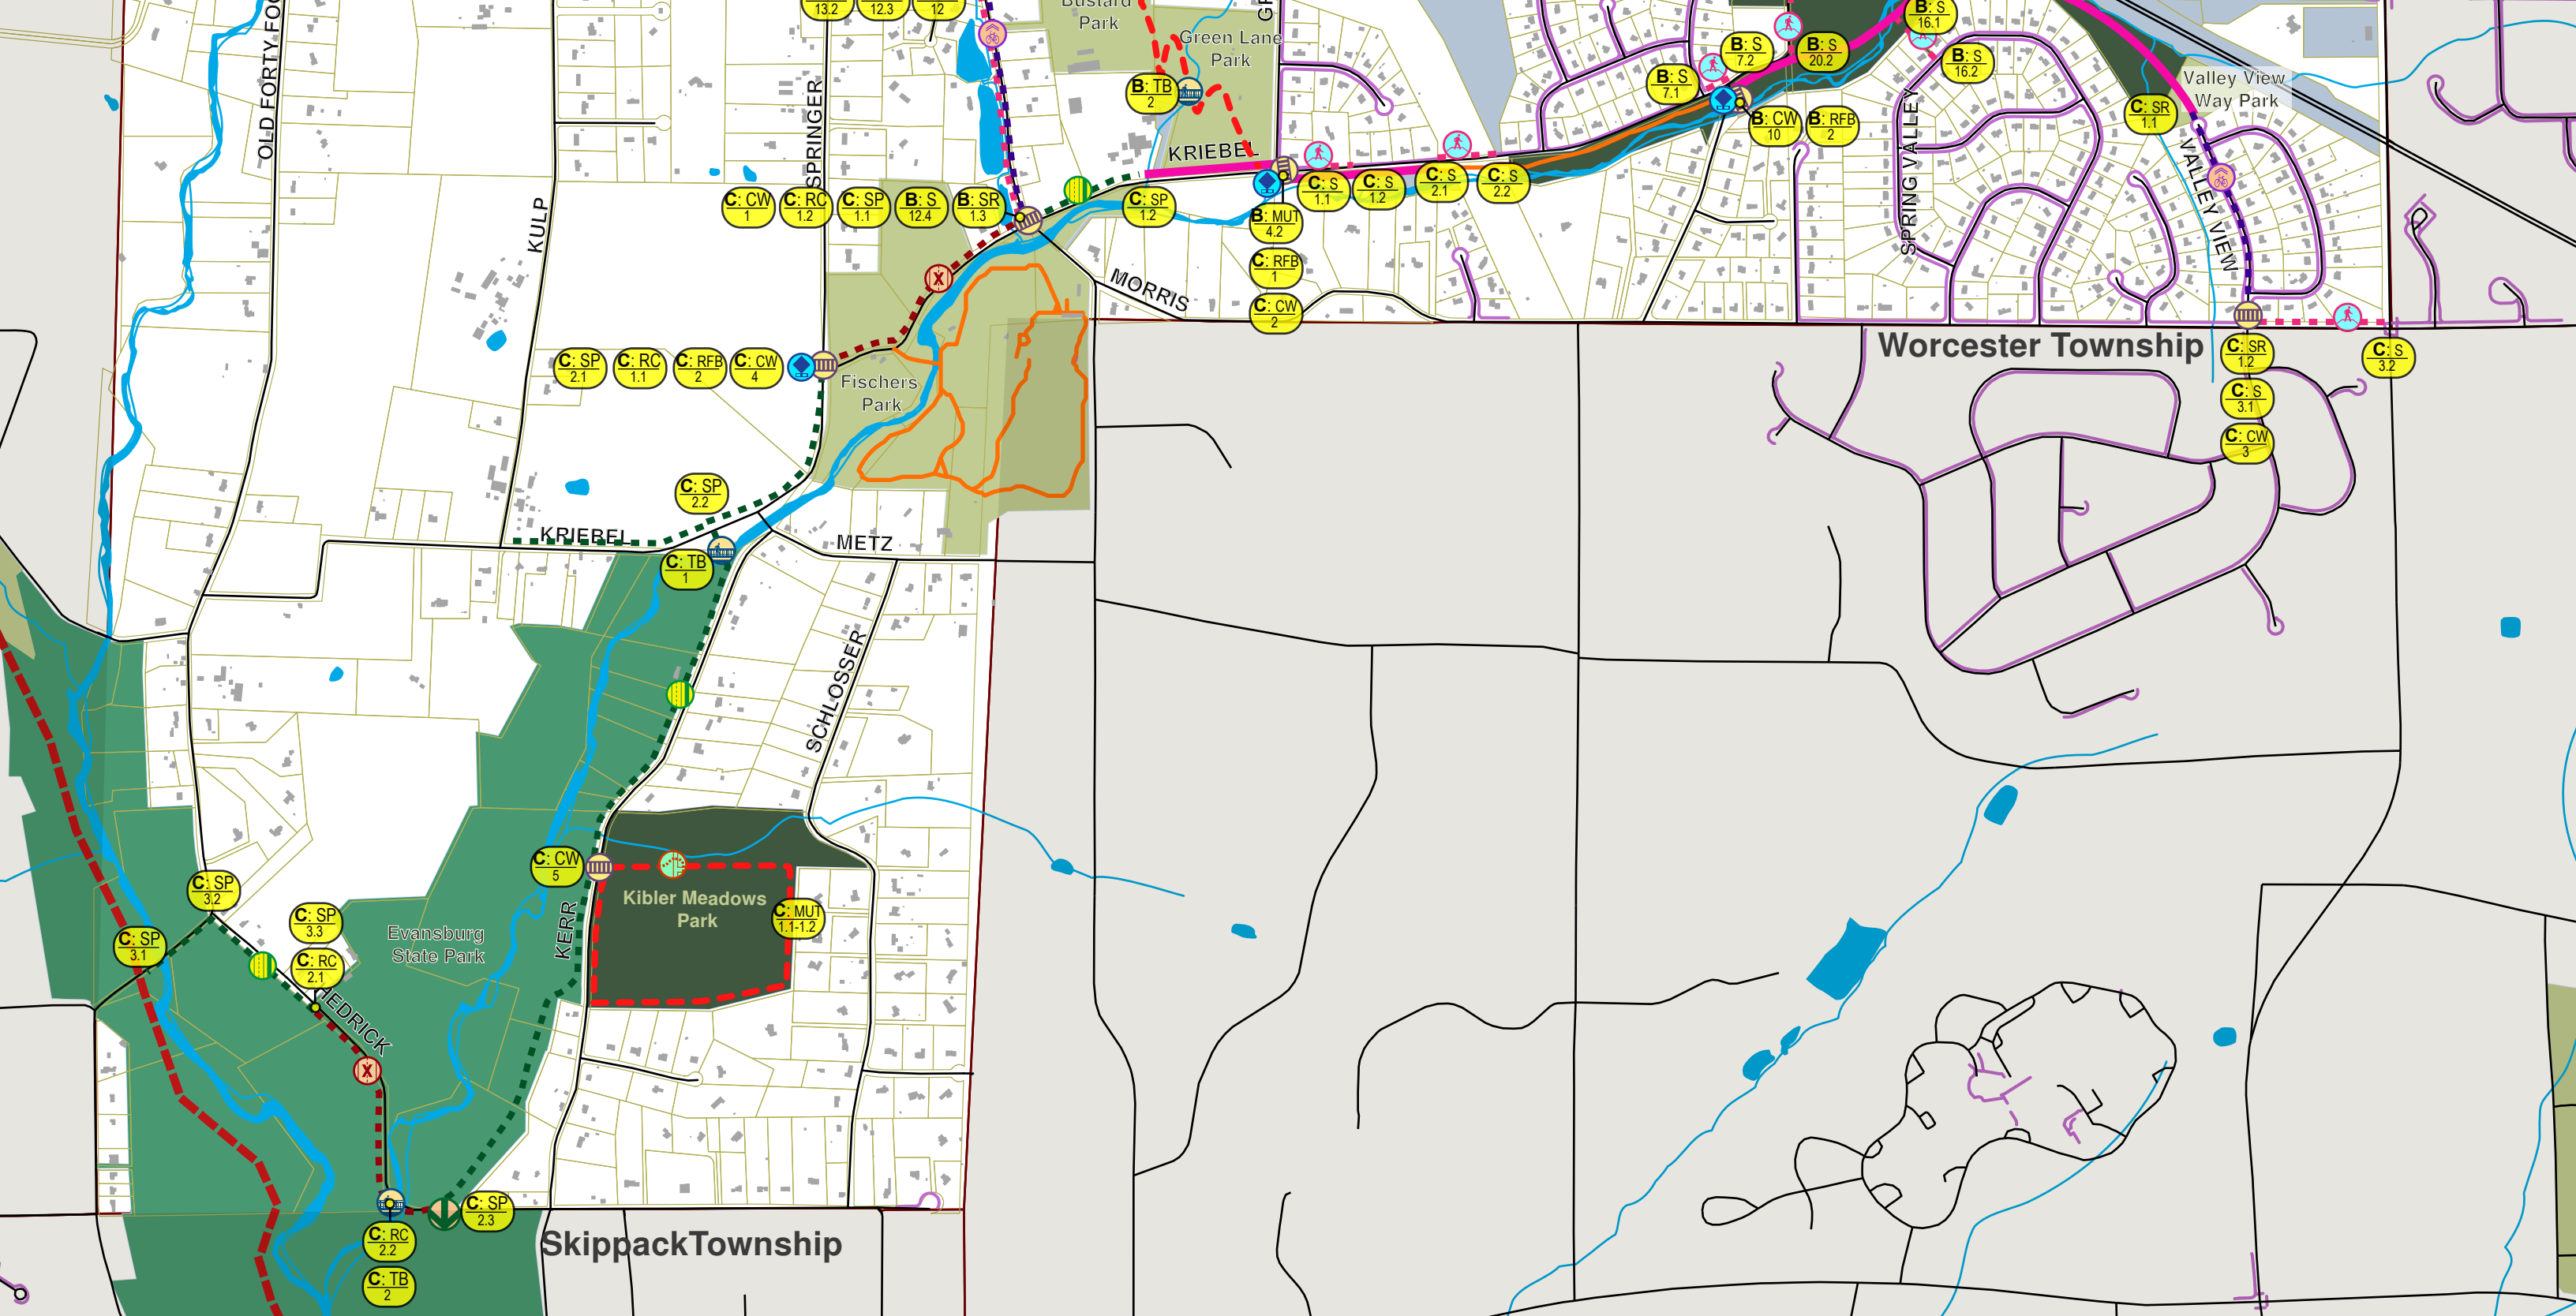 13.2
12.3
12
Bustard
Park
GR
B: S
16.1
OLD FORTY FOO
Green Lane
Park
B: S
7.2
B: S
20.2
B: S
16.2
B: S
7.1
B: TB
2
Valley View
Way Park
C: SR
1.1
B: CW
10
B: RFB
2
SPRINGER
KRIEBEL
SPRING VALLEY
VALLEY VIEW
KULP
C: CW
1
C: RC
1.2
C: SP
1.1
B: S
12.4
B: SR
1.3
C: SP
1.2
C: S
1.1
C: S
1.2
C: S
2.1
C: S
2.2
B: MUT
4.2
C: RFB
1
C: CW
2
MORRIS
Worcester Township
C: SR
1.2
C: S
3.2
C: S
3.1
C: CW
3
C: SP
2.1
C: RC
1.1
C: RFB
2
C: CW
4
X
Fischers
Park
C: SP
2.2
KRIEBEL
METZ
C: TB
1
SCHLOSSER
C: CW
5
Kibler Meadows
Park
C: MUT
1.1-1.2
KERR
C: SP
3.2
C: SP
3.3
C: SP
3.1
C: RC
2.1
Evansburg
State Park
HEDRICK
X
C: SP
2.3
C: RC
2.2
C: TB
2
SkippackTownship